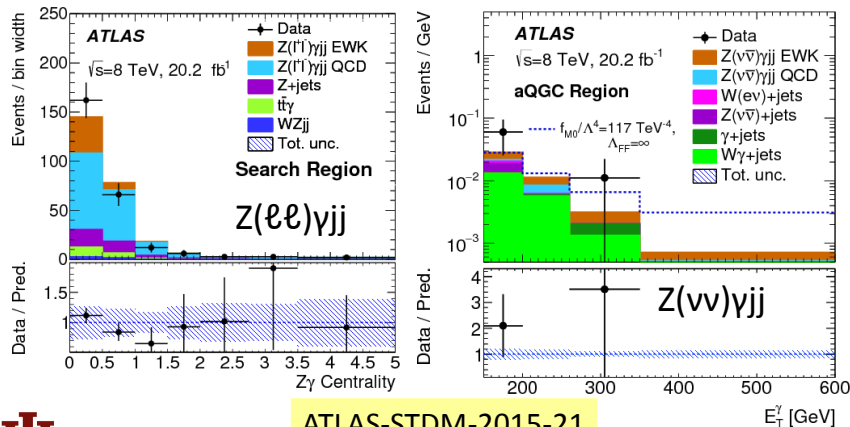 ATLAS
√s=8 TeV, 20.2 fb¹
Data
Z(l⁺l⁻)γjj EWK
Z(l⁺l⁻)γjj QCD
Z+jets
tt̄γ
WZjj
Tot. unc.
Search Region
Z(ℓℓ)γjj
Events / bin width
250
200
150
100
50
0
Data / Pred.
1.5
1
0 0.5 1 1.5 2 2.5 3 3.5 4 4.5 5
Zγ Centrality
ATLAS
√s=8 TeV, 20.2 fb⁻¹
aQGC Region
Data
Z(νν̄)γjj EWK
Z(νν̄)γjj QCD
W(eν)+jets
Z(νν̄)+jets
γ+jets
Wγ+jets
Tot. unc.
f_M0/Λ⁴=117 TeV⁻⁴,
Λ_FF=∞
Events / GeV
1
10⁻¹
10⁻²
10⁻³
Z(νν)γjj
Data / Pred.
4
3
2
1
200 300 400 500 600
E_T^γ [GeV]
ATLAS-STDM-2015-21